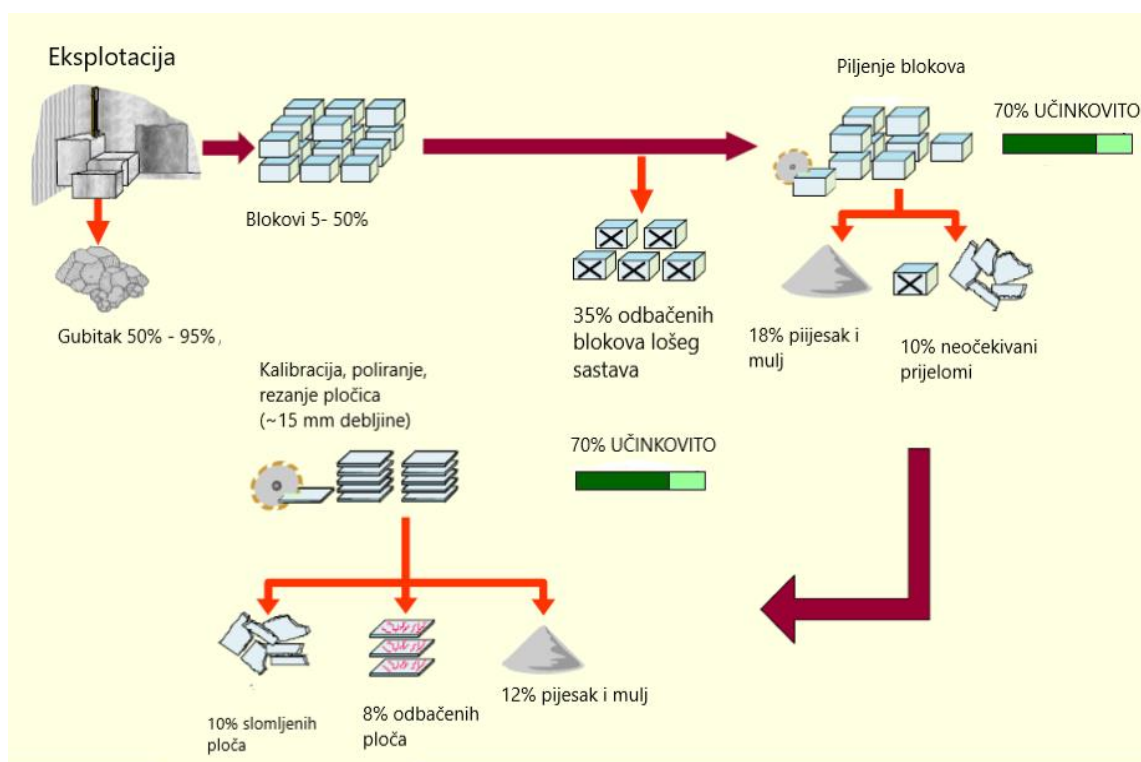 Eksplotacija
Piljenje blokova
70% UČINKOVITO
Blokovi 5- 50%
Gubitak 50% - 95%,
35% odbačenih
blokova lošeg
sastava
18% piijesak i
mulj
10% neočekivani
prijelomi
Kalibracija, poliranje,
rezanje pločica
(~15 mm debljine)
70% UČINKOVITO
10% slomljenih
ploča
8% odbačenih
ploča
12% pijesak i mulj